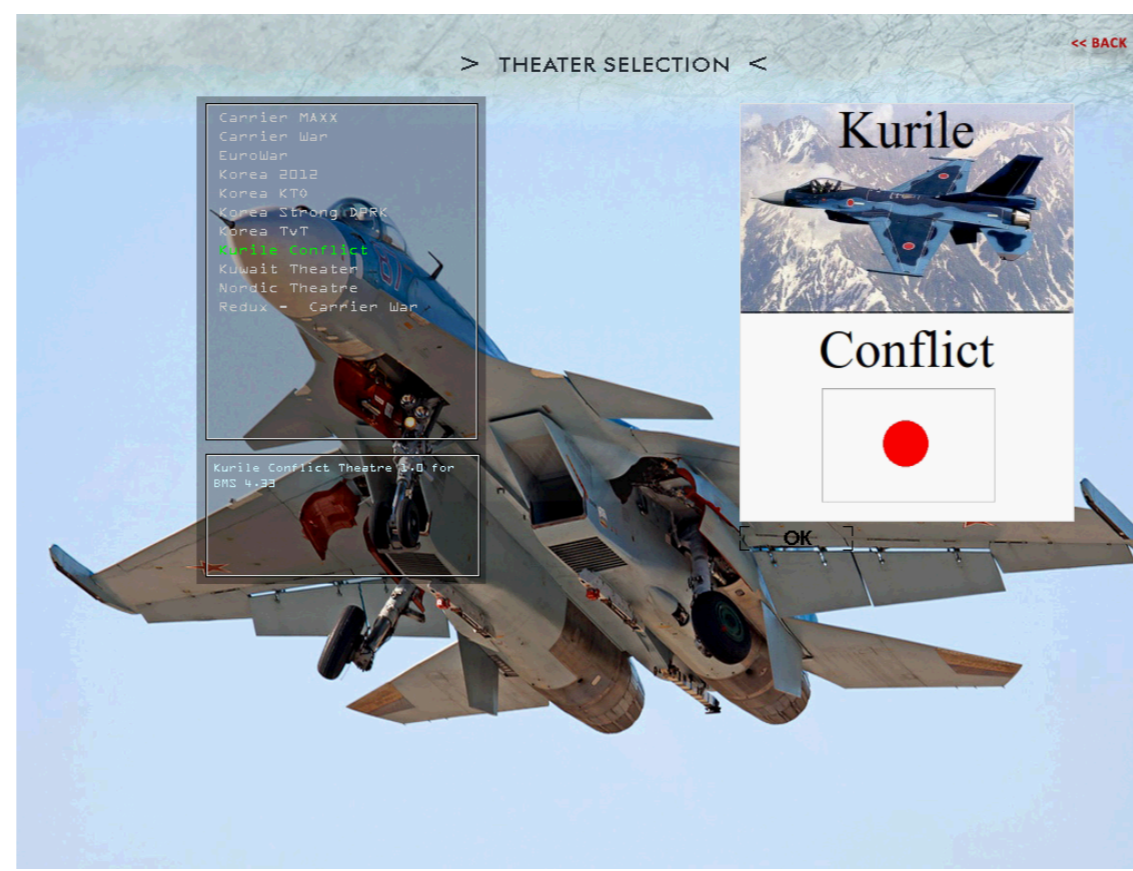 << BACK
> THEATER SELECTION <
Carrier MAXX
Carrier War
EuroWar
Korea 2012
Korea KTO
Korea Strong DPRK
Korea TvT
Kurile Conflict
Kuwait Theater
Nordic Theatre
Redux - Carrier War
Kurile Conflict Theatre 1.0 for
BMS 4.33
Kurile
Conflict
OK